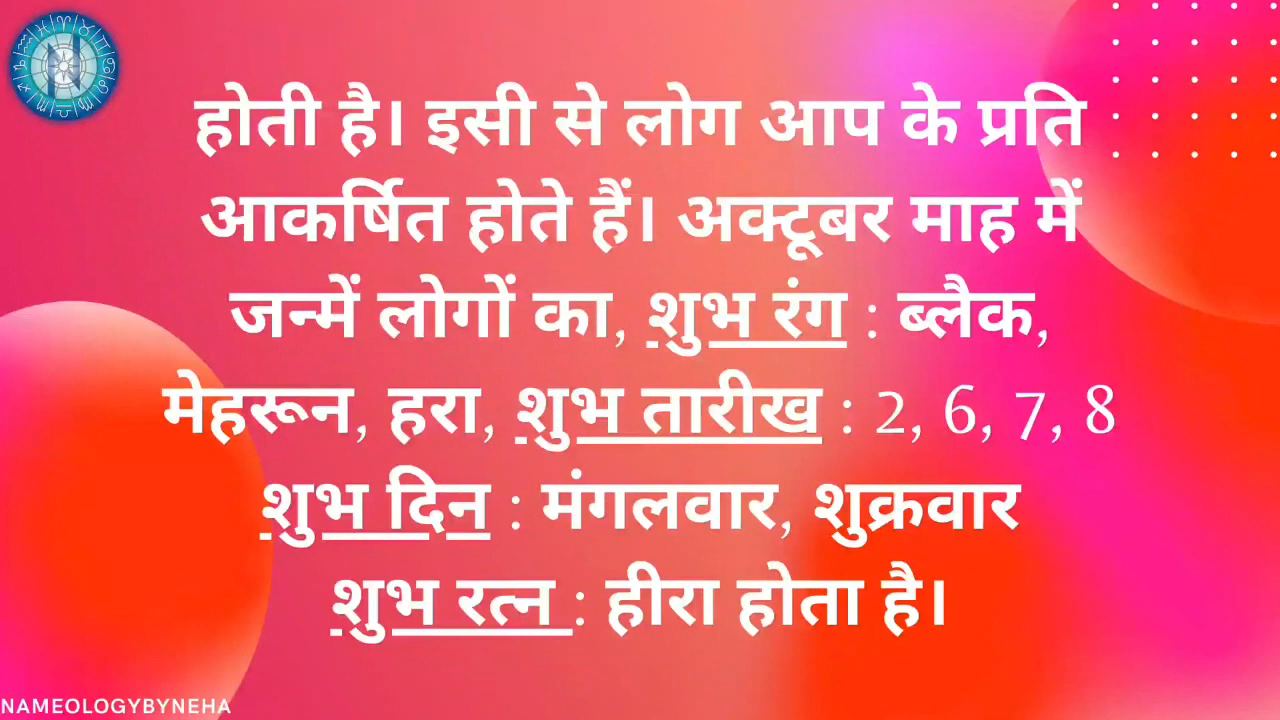 होती है। इसी से लोग आप के प्रति
आकर्षित होते हैं। अक्टूबर माह में
जन्में लोगों का, शुभ रंग : ब्लैक,
मेहरून, हरा, शुभ तारीख : 2, 6, 7, 8
शुभ दिन : मंगलवार, शुक्रवार
शुभ रत्न : हीरा होता है।
NAMEOLOGYBYNEHA